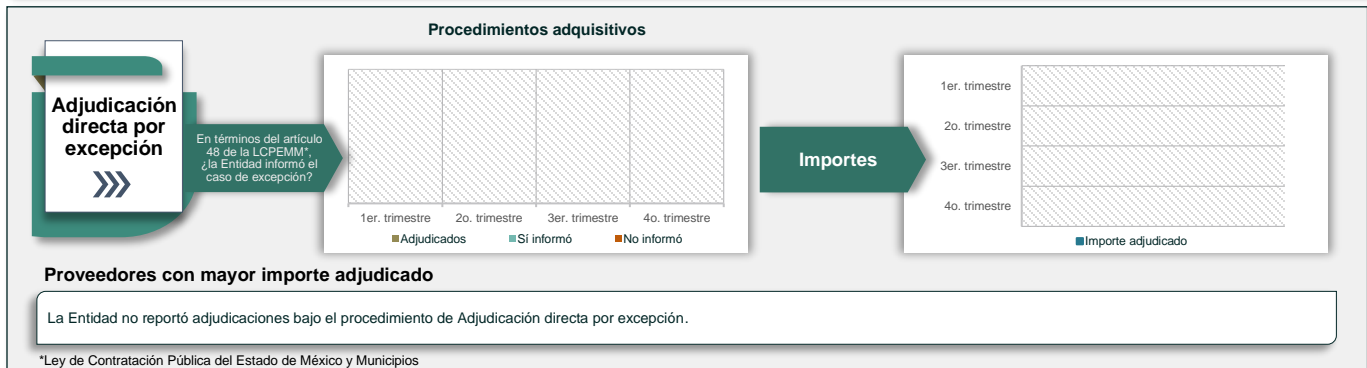 Procedimientos adquisitivos
Adjudicación
directa por
excepción
En términos del artículo
48 de la LCPEMM*,
¿la Entidad informó el
caso de excepción?
1er. trimestre 2o. trimestre 3er. trimestre 4o. trimestre
Adjudicados Sí informó No informó
Importes
1er. trimestre
2o. trimestre
3er. trimestre
4o. trimestre
Importe adjudicado
Proveedores con mayor importe adjudicado
La Entidad no reportó adjudicaciones bajo el procedimiento de Adjudicación directa por excepción.
*Ley de Contratación Pública del Estado de México y Municipios